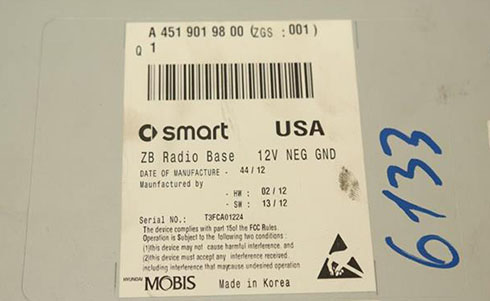 A 451 901 98 00 (ZGS : 001)
Q 1
smart USA
ZB Radio Base 12V NEG GND
DATE OF MANUFACTURE - 44 / 12
Maunfactured by
- HW : 02 / 12
- SW : 13 / 12
Serial NO.: T3FCA01224
The device complies with part 15of the FCC Rules.
Operation is Subject to the following two conditions :
(1)this device may not cause harmful interference, and
(2)this device must accept any interference received,
including interference that maycause undesired operation
HYUNDAI MOBIS Made in Korea
6133